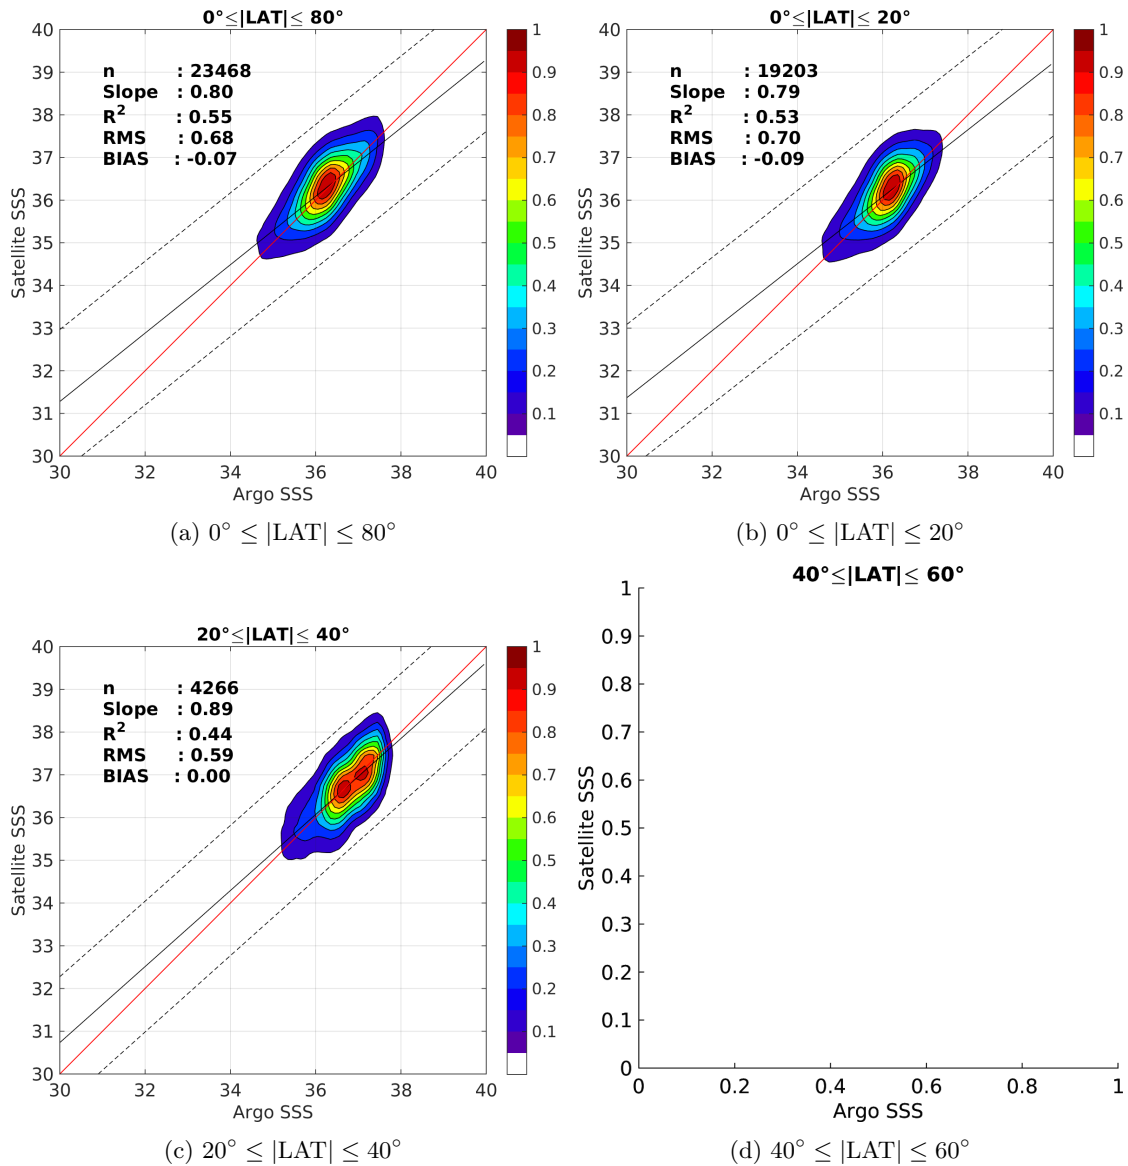 0°≤|LAT|≤ 80°
n : 23468
Slope : 0.80
R² : 0.55
RMS : 0.68
BIAS : -0.07
40
39
38
37
36
35
34
33
32
31
30
30 32 34 36 38 40
Satellite SSS
Argo SSS
1
0.9
0.8
0.7
0.6
0.5
0.4
0.3
0.2
0.1
(a) 0° ≤ |LAT| ≤ 80°
0°≤|LAT|≤ 20°
n : 19203
Slope : 0.79
R² : 0.53
RMS : 0.70
BIAS : -0.09
40
39
38
37
36
35
34
33
32
31
30
30 32 34 36 38 40
Satellite SSS
Argo SSS
1
0.9
0.8
0.7
0.6
0.5
0.4
0.3
0.2
0.1
(b) 0° ≤ |LAT| ≤ 20°
20°≤|LAT|≤ 40°
n : 4266
Slope : 0.89
R² : 0.44
RMS : 0.59
BIAS : 0.00
40
39
38
37
36
35
34
33
32
31
30
30 32 34 36 38 40
Satellite SSS
Argo SSS
1
0.9
0.8
0.7
0.6
0.5
0.4
0.3
0.2
0.1
(c) 20° ≤ |LAT| ≤ 40°
40°≤|LAT|≤ 60°
1
0.9
0.8
0.7
0.6
0.5
0.4
0.3
0.2
0.1
0
0 0.2 0.4 0.6 0.8 1
Satellite SSS
Argo SSS
(d) 40° ≤ |LAT| ≤ 60°